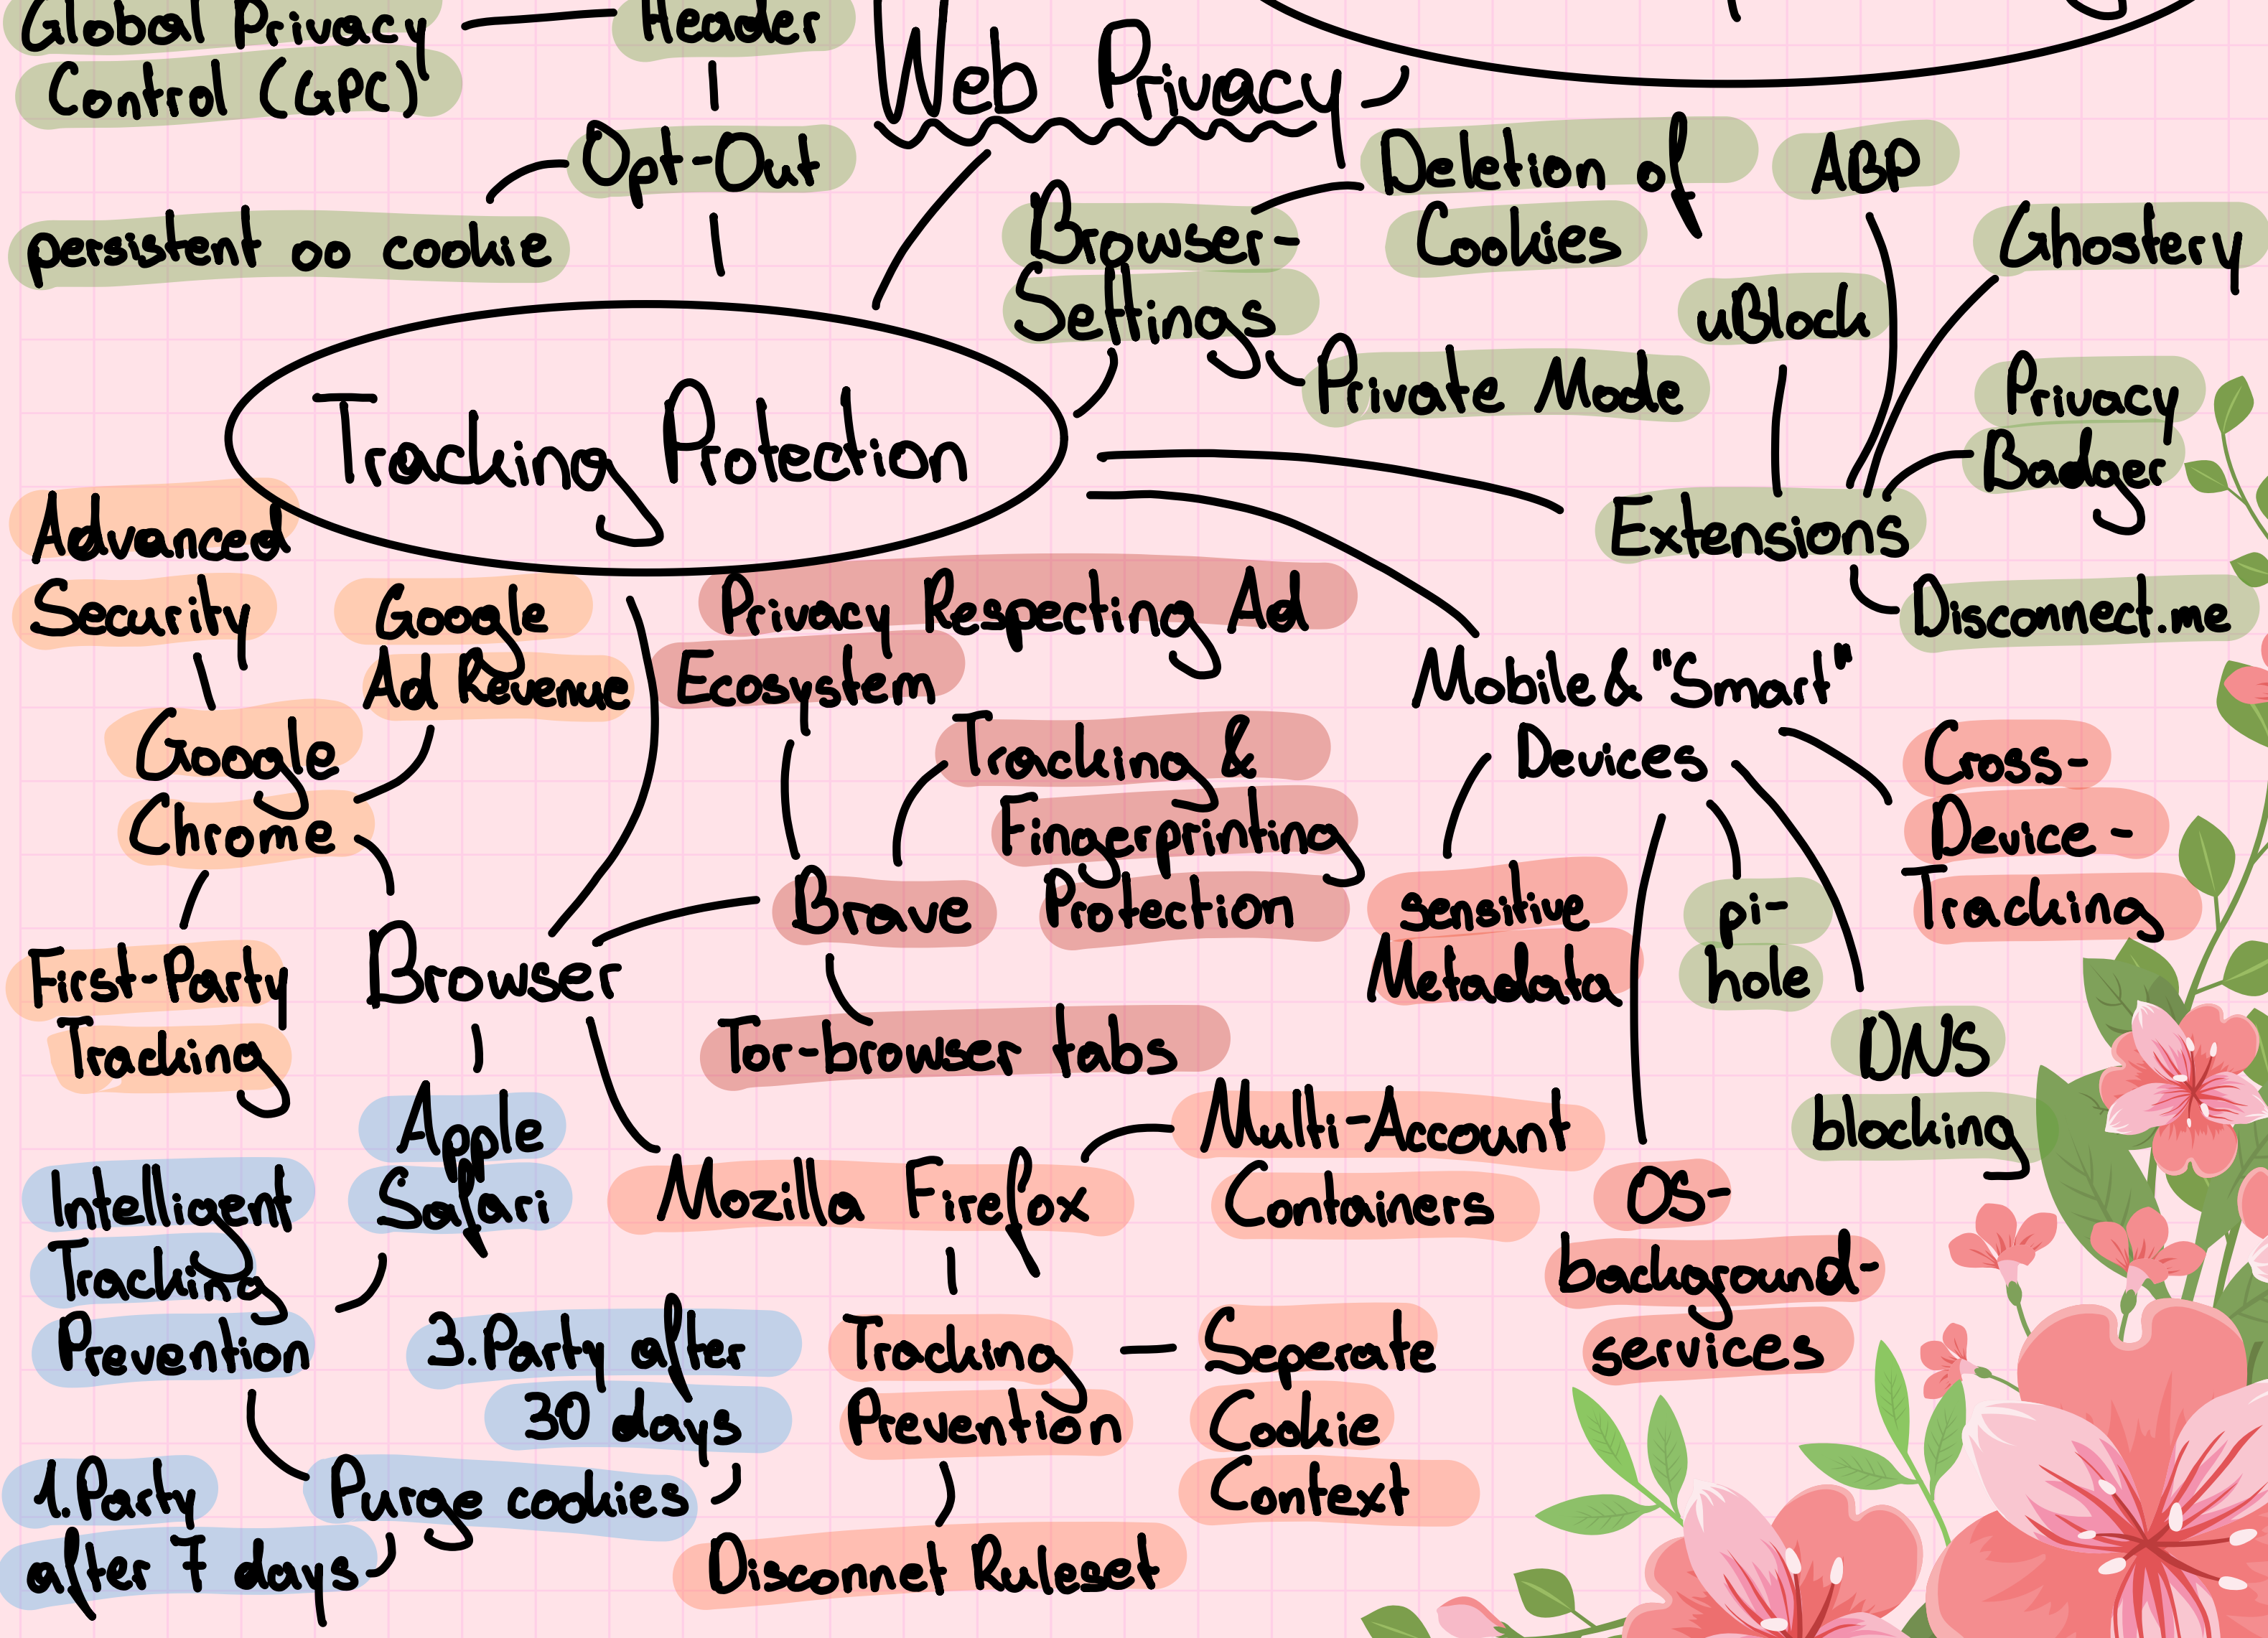 Global Privacy
Control (GPC)
Header
Web Privacy
Opt-Out
persistent oo cookie
Browser-
Settings
Deletion of
Cookies
Private Mode
ABP
uBlock
Ghostery
Privacy
Badger
Extensions
Disconnect.me
Tracking Protection
Advanced
Security
Google
Ad Revenue
Google
Chrome
First-Party
Tracking
Privacy Respecting Ad
Ecosystem
Tracking &
Fingerprinting
Protection
Brave
Tor-browser tabs
Browser
Mobile & "Smart"
Devices
sensitive
Metadata
pi-
hole
DNS
blocking
Cross-
Device-
Tracking
OS-
background-
services
Apple
Safari
Intelligent
Tracking
Prevention
3.Party after
30 days
1.Party
after 7 days
Purge cookies
Mozilla Firefox
Multi-Account
Containers
Tracking
Prevention
Seperate
Cookie
Context
Disconnet Ruleset